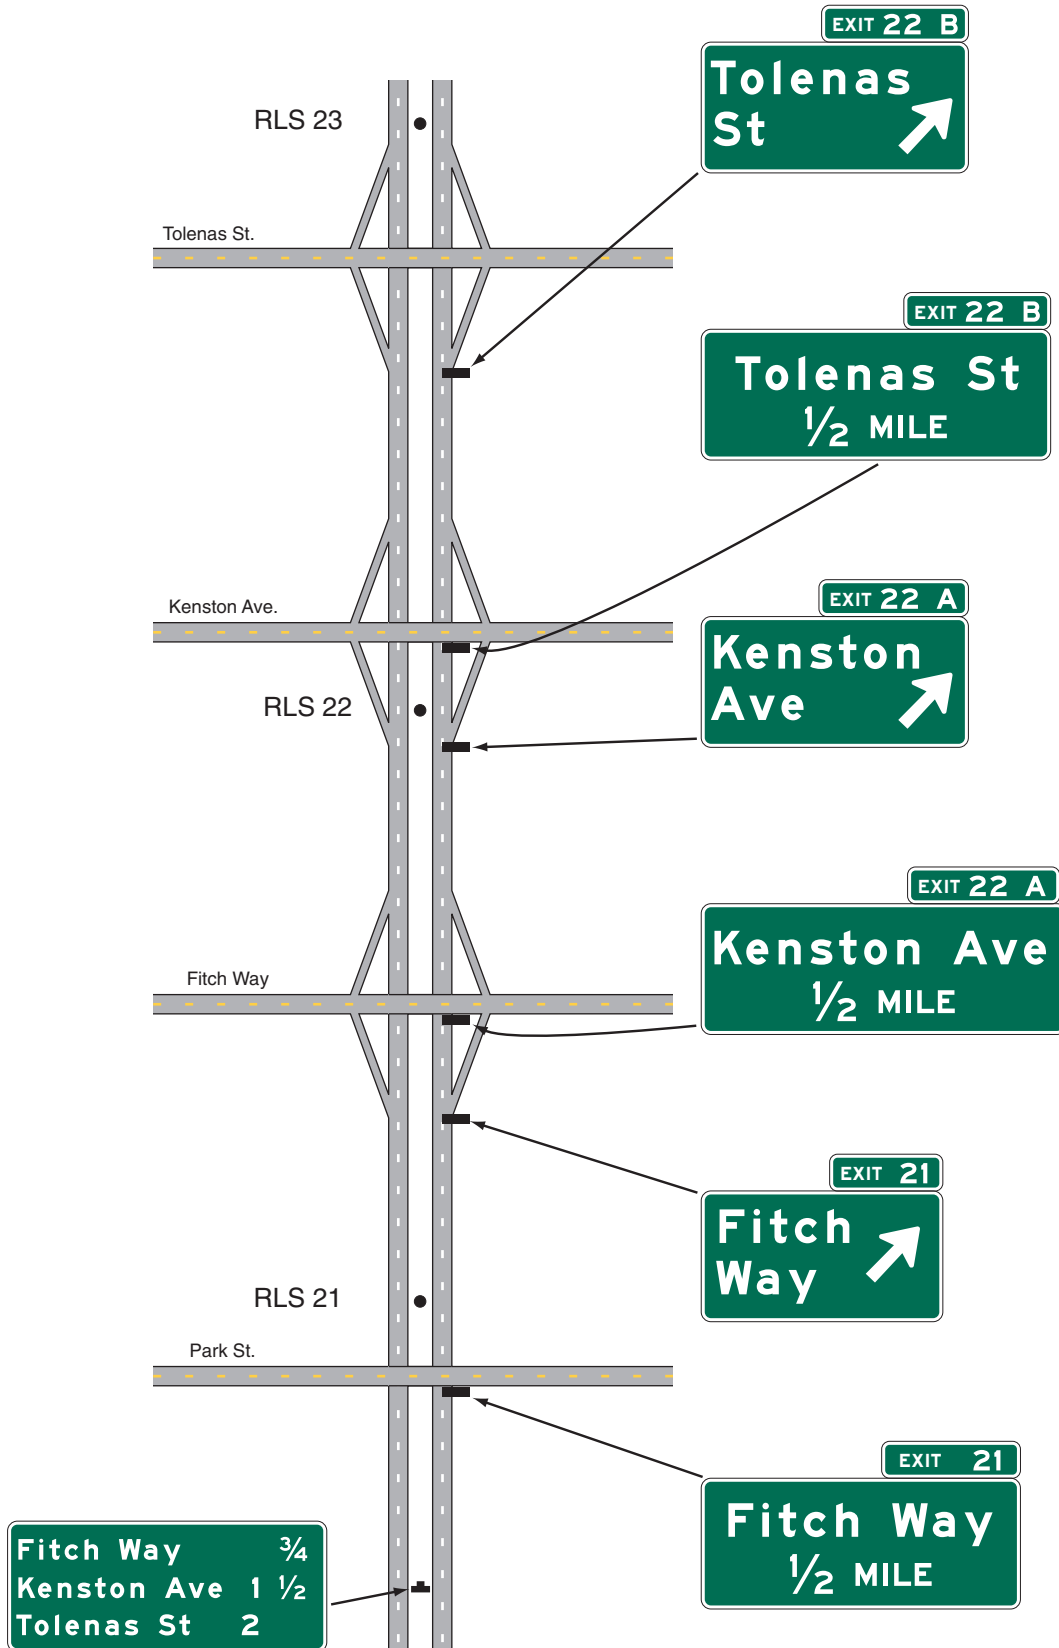 EXIT 22 B
Tolenas
St
RLS 23
Tolenas St.
EXIT 22 B
Tolenas St
1/2 MILE
EXIT 22 A
Kenston
Ave
Kenston Ave.
RLS 22
EXIT 22 A
Kenston Ave
1/2 MILE
Fitch Way
EXIT 21
Fitch
Way
RLS 21
Park St.
EXIT 21
Fitch Way
1/2 MILE
Fitch Way 3/4
Kenston Ave 1 1/2
Tolenas St 2